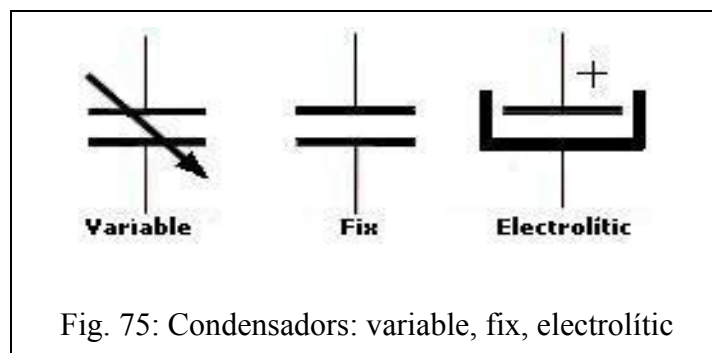 +
Variable Fix Electrolític
Fig. 75: Condensadors: variable, fix, electrolític